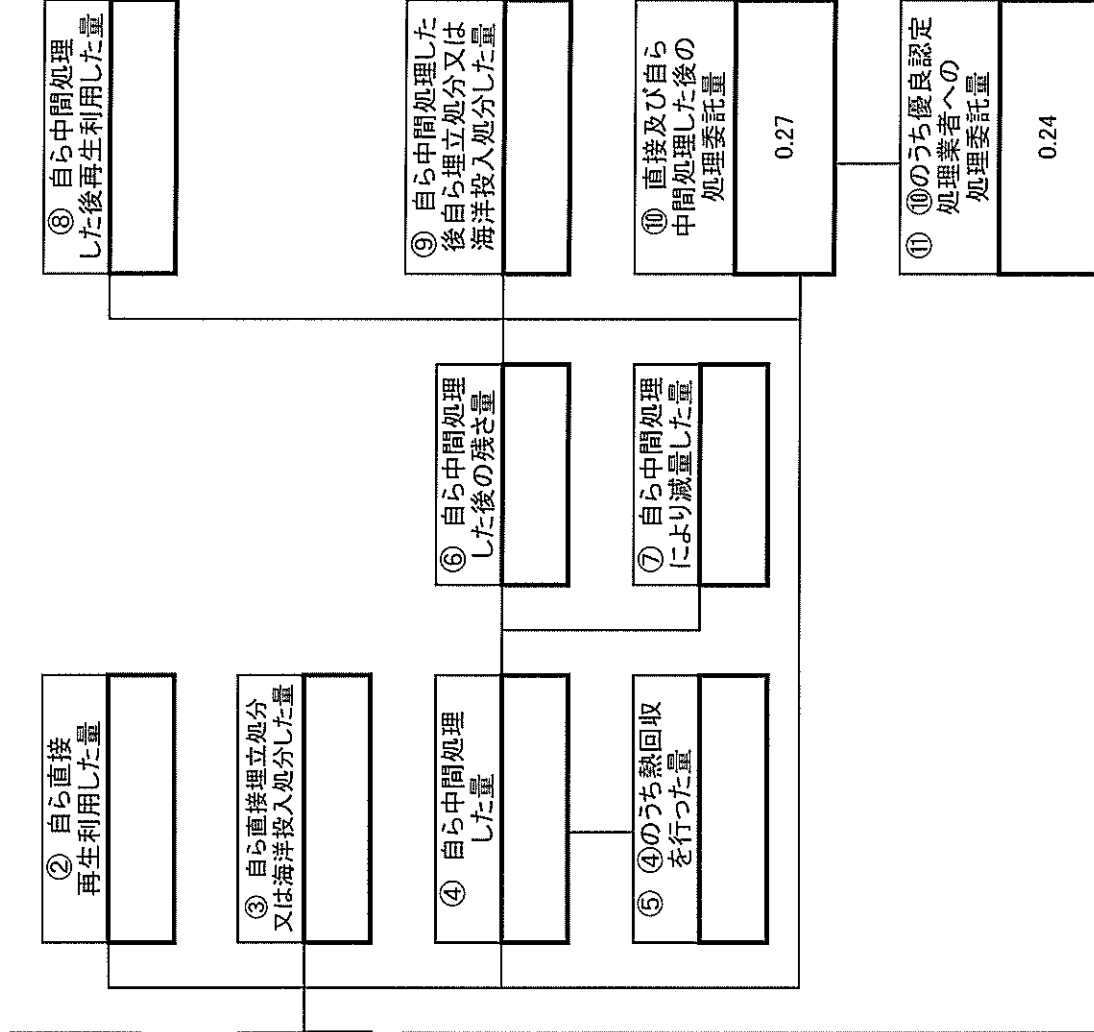 ② 自ら直接
再生利用した量
③ 自ら直接埋立処分
又は海洋投入処分した量
④ 自ら中間処理
した量
⑤ ④のうち熱回収
を行った量
⑥ 自ら中間処理
した後の残さ量
⑦ 自ら中間処理
により減量した量
⑧ 自ら中間処理
した後再生利用した量
⑨ 自ら中間処理した
後自ら埋立処分又は
海洋投入処分した量
⑩ 直接及び自ら
中間処理した後の
処理委託量
0.27
⑪ ⑩のうち優良認定
処理業者への
処理委託量
0.24